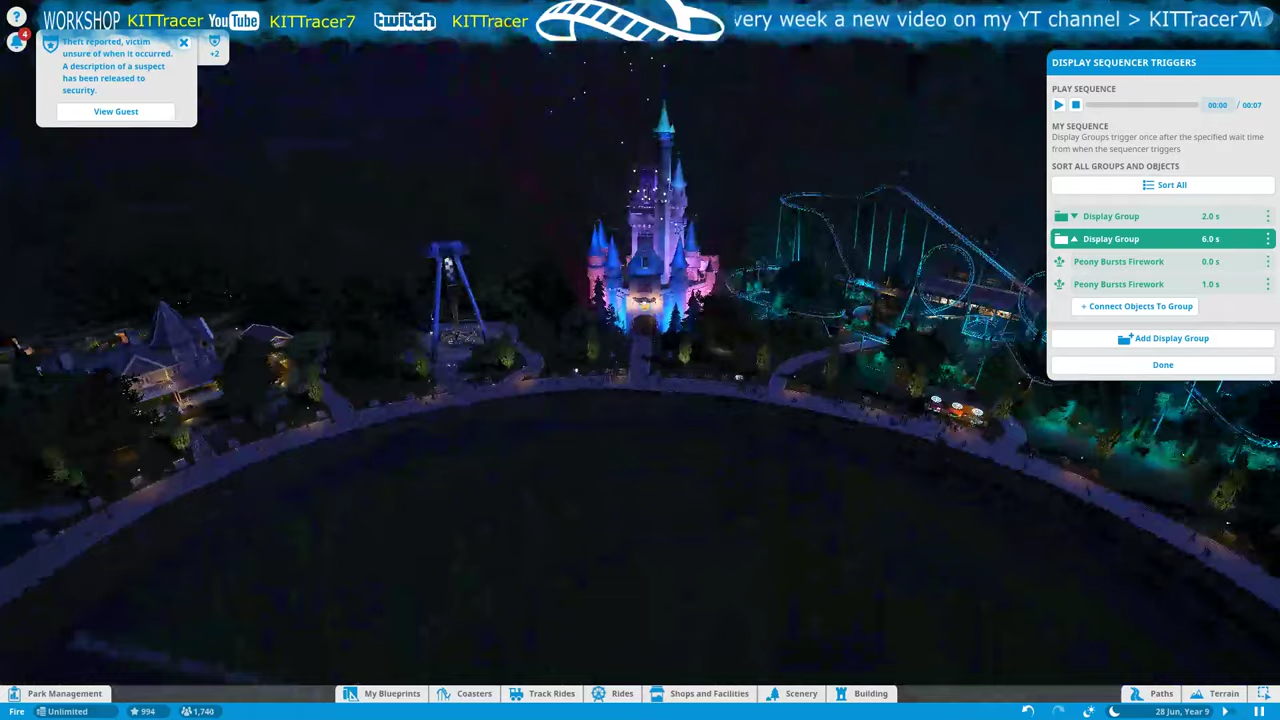 WORKSHOP KITTracer YouTube KITTracer7 twitch KITTracer very week a new video on my YT channel > KITTracer7
?
4
Theft reported, victim
unsure of when it occurred.
A description of a suspect
has been released to
security.
+2
View Guest
DISPLAY SEQUENCER TRIGGERS
PLAY SEQUENCE
00:00 / 00:07
MY SEQUENCE
Display Groups trigger once after the specified wait time
from when the sequencer triggers
SORT ALL GROUPS AND OBJECTS
Sort All
Display Group 2.0 s
Display Group 6.0 s
Peony Bursts Firework 0.0 s
Peony Bursts Firework 1.0 s
+ Connect Objects To Group
Add Display Group
Done
Park Management My Blueprints Coasters Track Rides Rides Shops and Facilities Scenery Building Paths Terrain
Fire Unlimited 994 1,740 28 Jun, Year 9